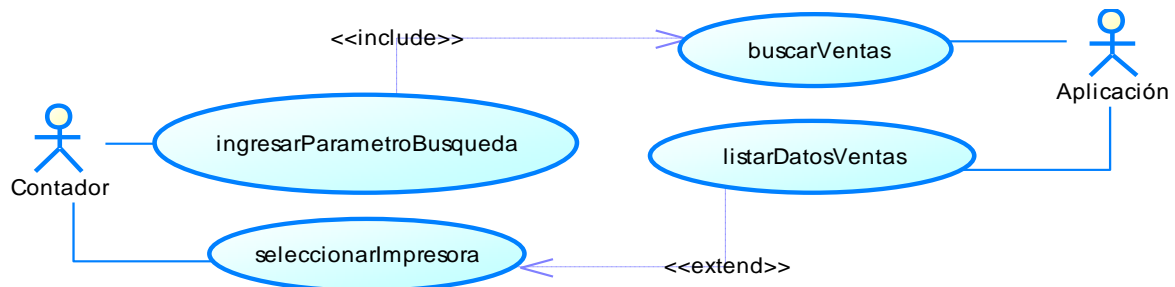 <<include>>
buscarVentas
Aplicación
ingresarParametroBusqueda
listarDatosVentas
Contador
seleccionarImpresora
<<extend>>